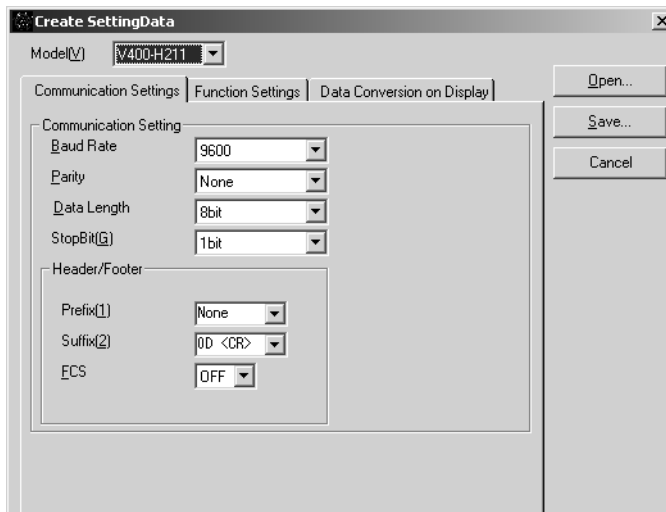 Create SettingData
Model(V) V400-H211
Communication Settings Function Settings Data Conversion on Display
Open...
Save...
Cancel
Communication Setting
Baud Rate 9600
Parity None
Data Length 8bit
StopBit(G) 1bit
Header/Footer
Prefix(1) None
Suffix(2) 0D <CR>
FCS OFF